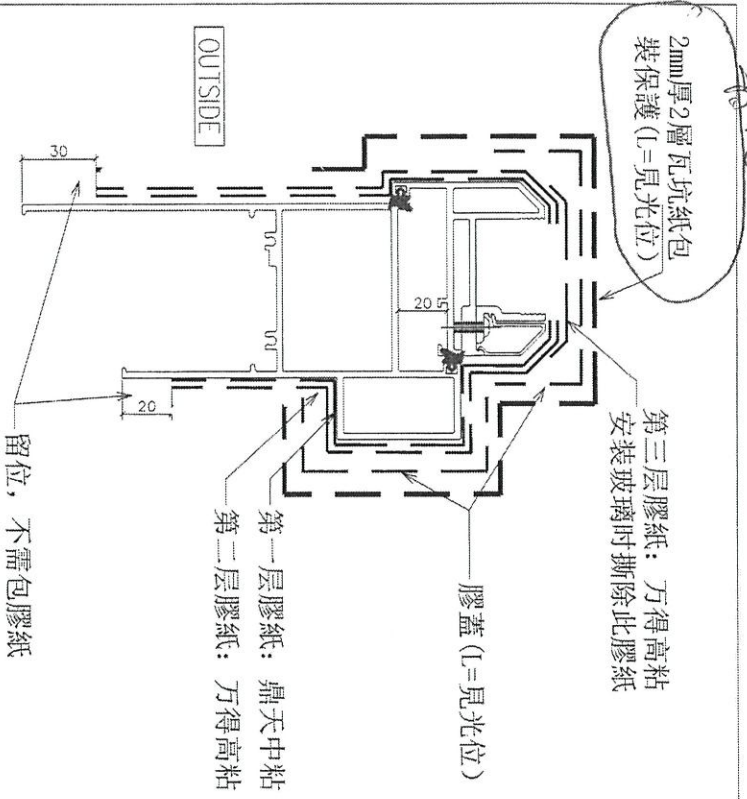 2mm厚2層瓦坑紙包
裝保護(L=見光位)
OUTSIDE
30
20
20
第三层膠紙：万得高粘
安裝玻璃时撕除此膠紙
膠蓋(L=見光位)
第一层膠紙：鼎天中粘
第二层膠紙：万得高粘
留位，不需包膠紙